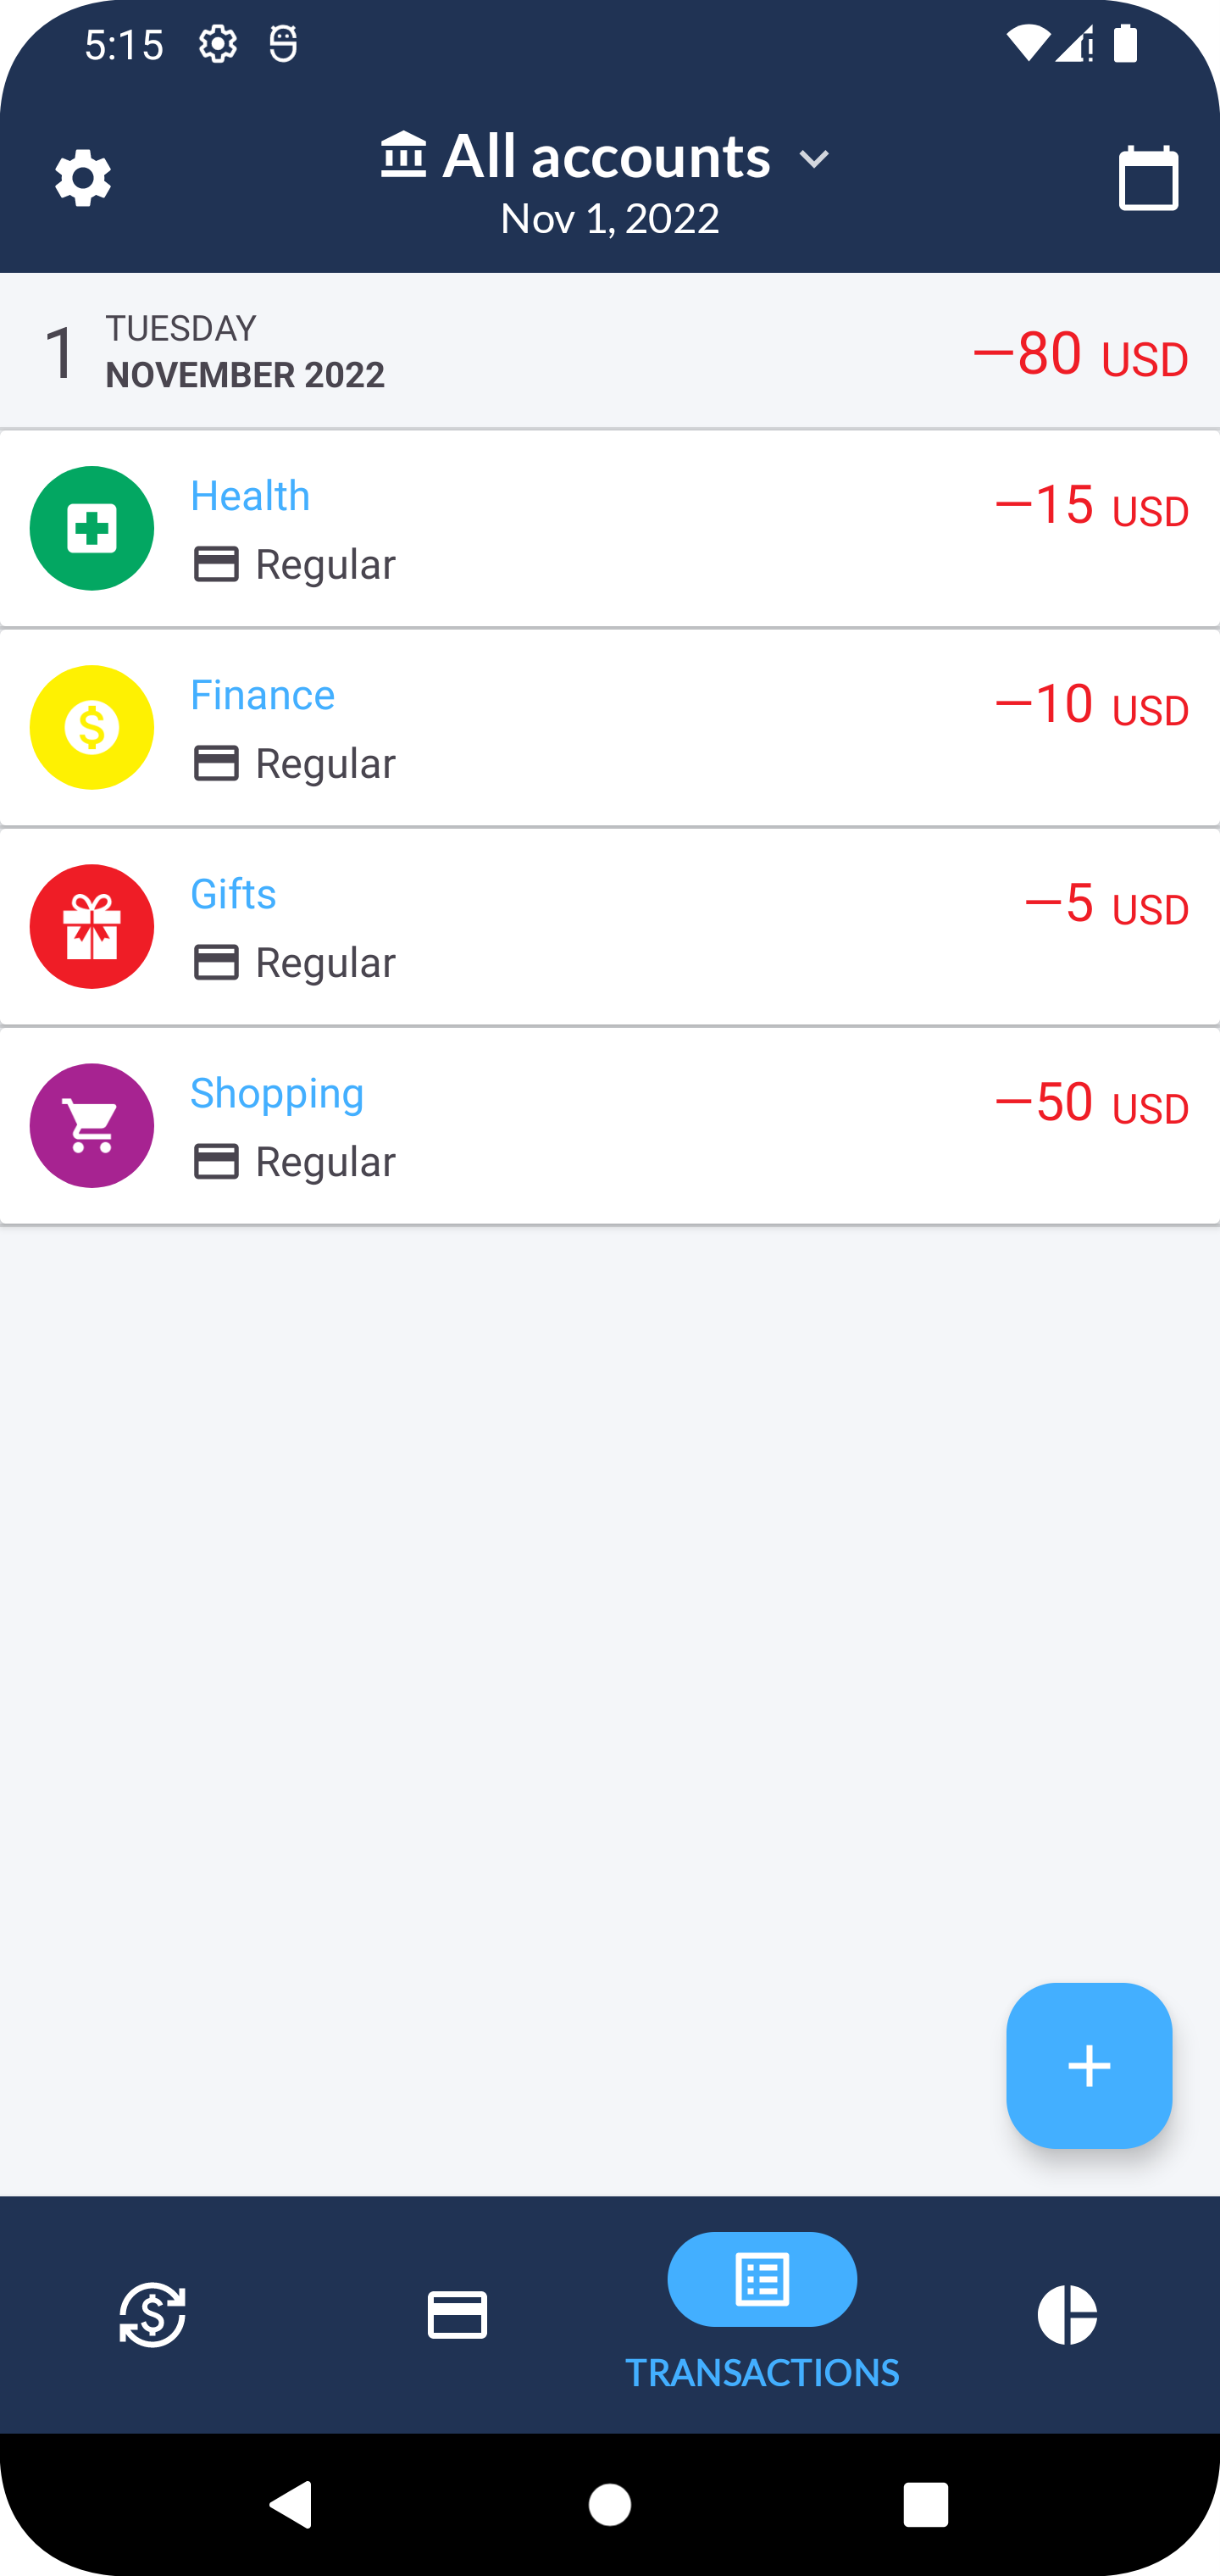 5:15
All accounts
Nov 1, 2022
1 TUESDAY
NOVEMBER 2022
—80 USD
Health
—15 USD
Regular
Finance
—10 USD
Regular
Gifts
—5 USD
Regular
Shopping
—50 USD
Regular
TRANSACTIONS